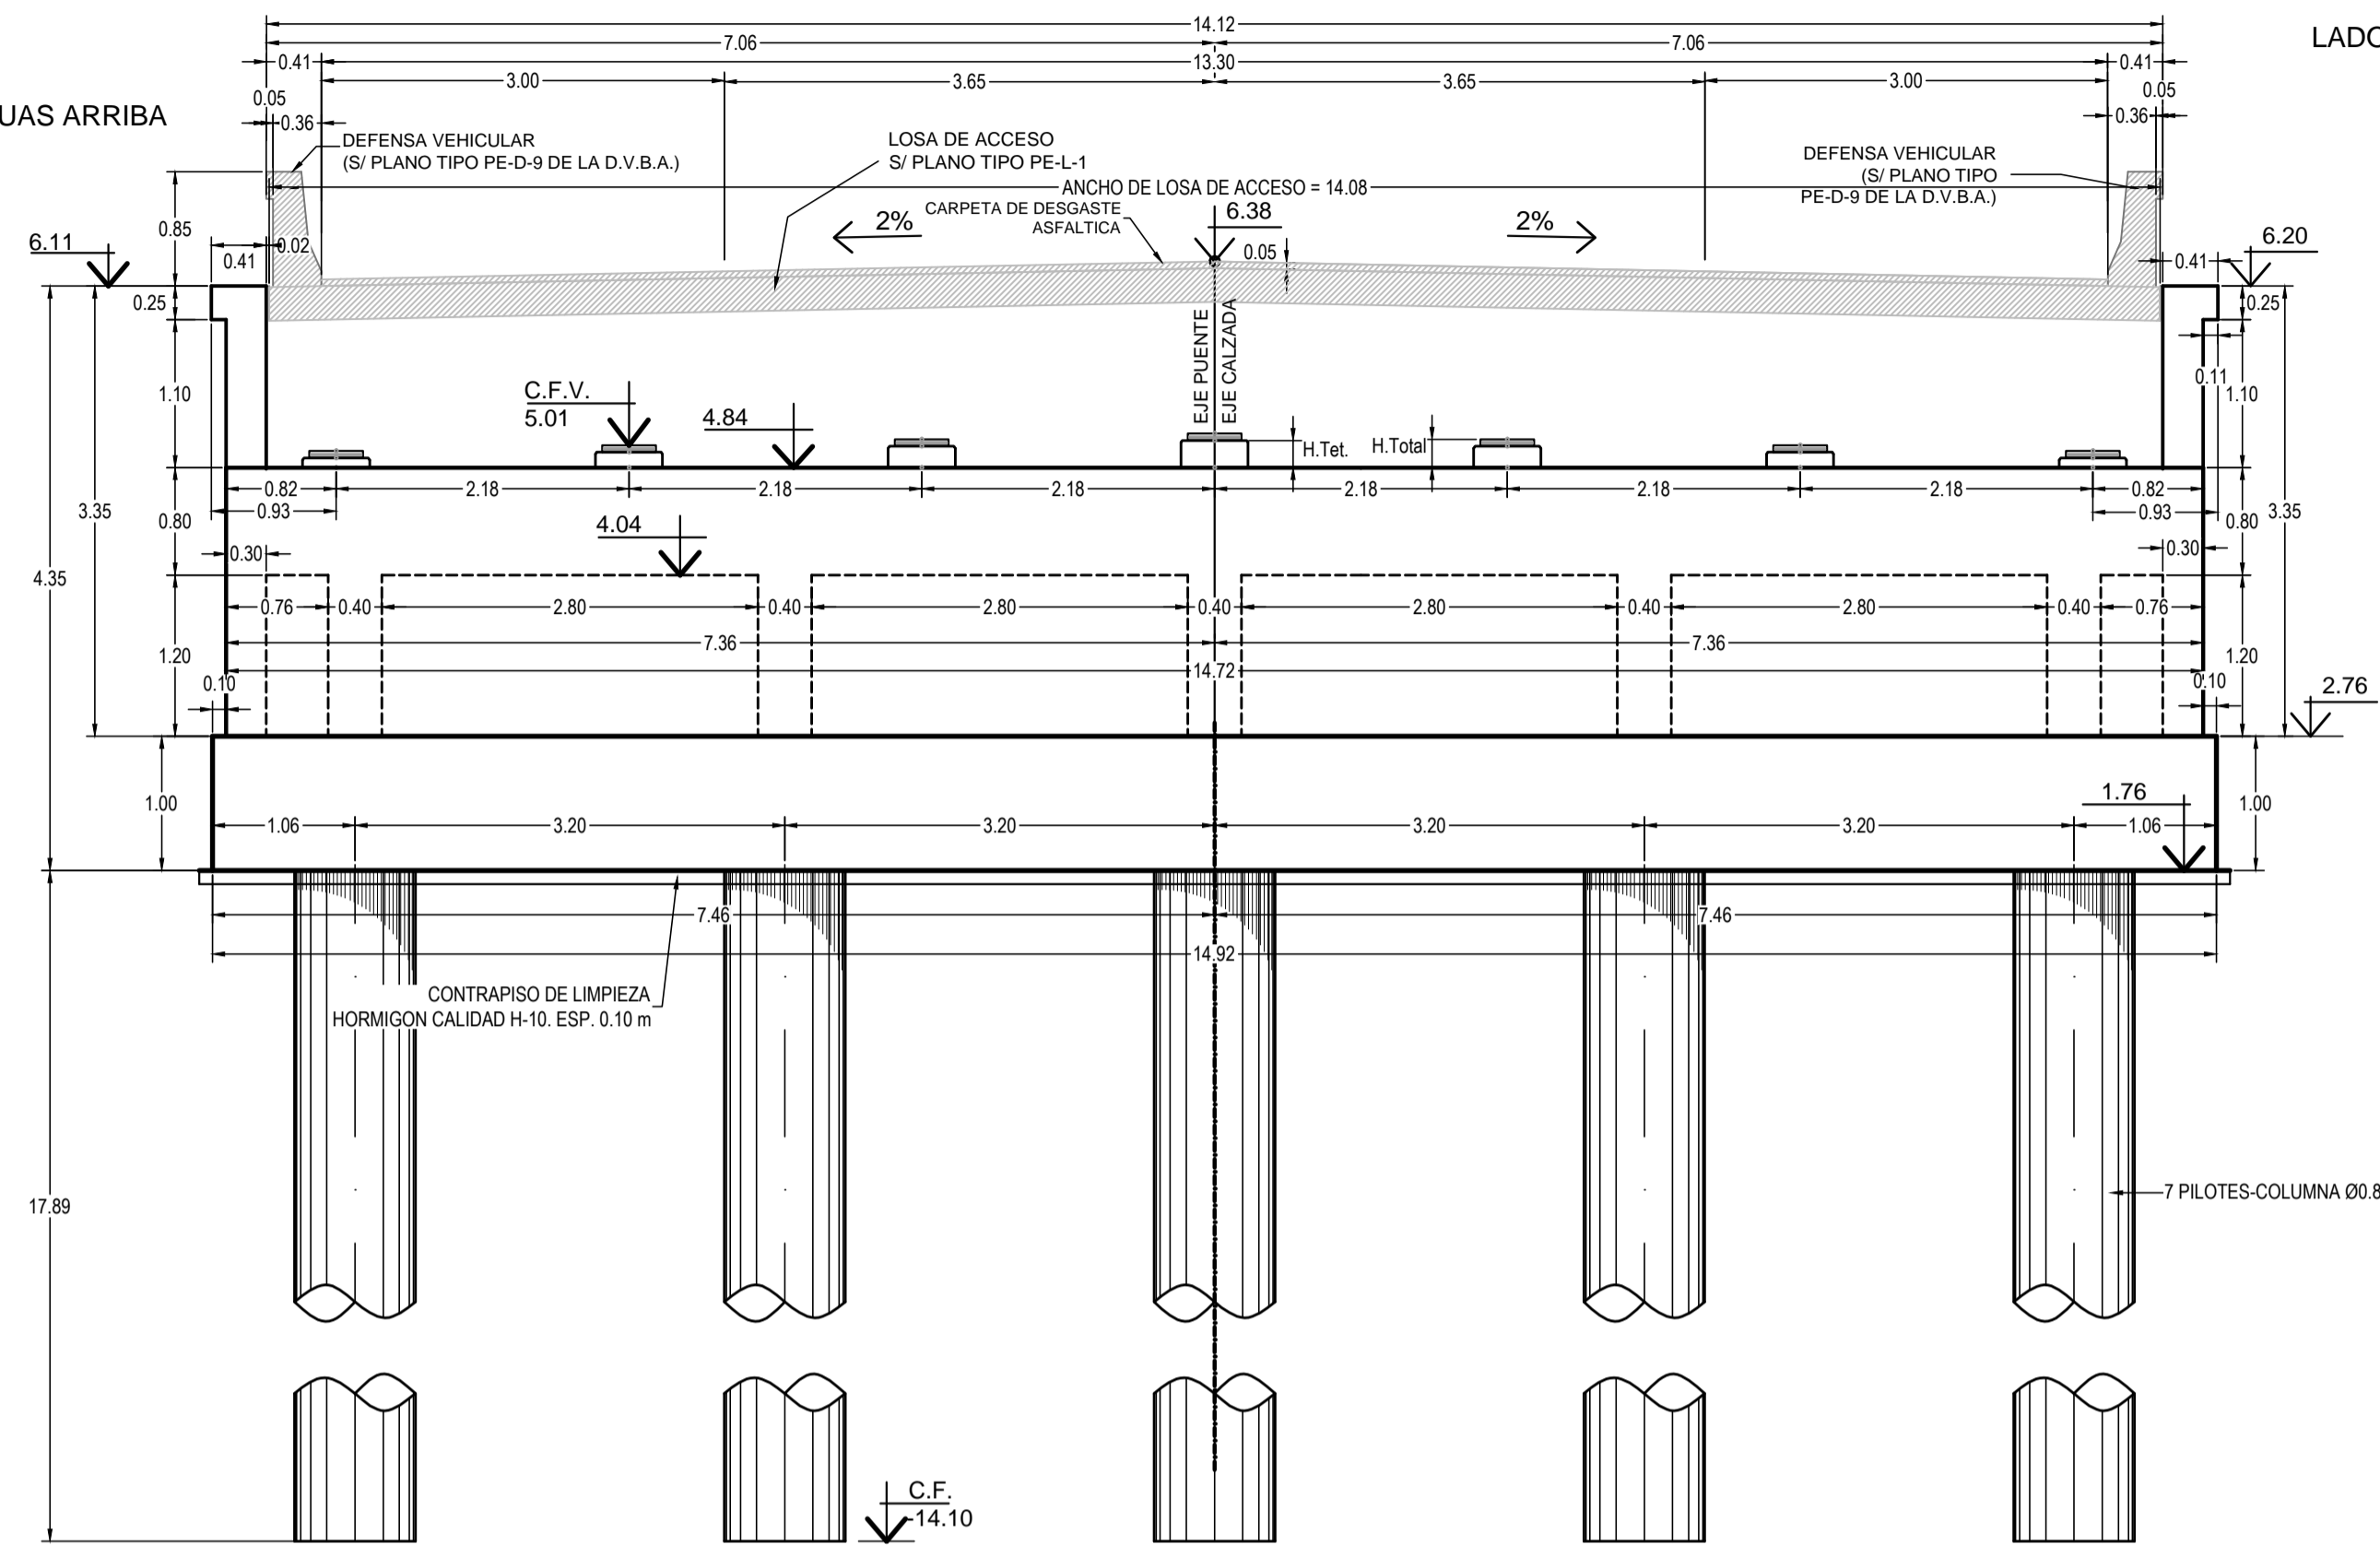 14.12
7.06 7.06
0.41 13.30 0.41
3.00 3.65 3.65 3.00
LADO
UAS ARRIBA
0.05 0.05
0.36 0.36
DEFENSA VEHICULAR
(S/ PLANO TIPO PE-D-9 DE LA D.V.B.A.)
LOSA DE ACCESO
S/ PLANO TIPO PE-L-1
DEFENSA VEHICULAR
(S/ PLANO TIPO
PE-D-9 DE LA D.V.B.A.)
ANCHO DE LOSA DE ACCESO = 14.08
CARPETA DE DESGASTE
ASFALTICA
2% 6.38 2%
0.85
6.11 0.41 0.02 0.05 0.41 6.20
0.25 0.25
EJE PUENTE
EJE CALZADA
1.10 0.11 1.10
C.F.V.
5.01
4.84
H.Tet. H.Total
0.82 2.18 2.18 2.18 2.18 2.18 2.18 0.82
0.93 0.93
3.35 0.80 0.80 3.35
4.04
0.30 0.30
4.35
0.76 0.40 2.80 0.40 2.80 0.40 2.80 0.40 2.80 0.40 0.76
7.36 7.36
1.20 1.20
14.72
0.10 0.10
2.76
1.00 1.76 1.00
1.06 3.20 3.20 3.20 3.20 1.06
7.46 7.46
14.92
CONTRAPISO DE LIMPIEZA
HORMIGON CALIDAD H-10. ESP. 0.10 m
17.89
7 PILOTES-COLUMNA Ø0.8
C.F.
-14.10